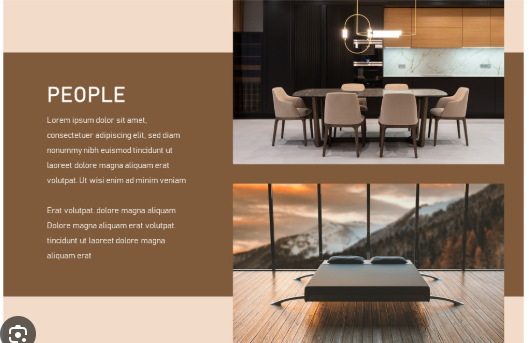 PEOPLE
Lorem ipsum dolor sit amet,
consectetuer adipiscing elit, sed diam
nonummy nibh euismod tincidunt ut
laoreet dolore magna aliquam erat
volutpat. Ut wisi enim ad minim veniam
Erat volutpat. dolore magna aliquam
Dolore magna aliquam erat volutpat.
tincidunt ut laoreet dolore magna
aliquam erat